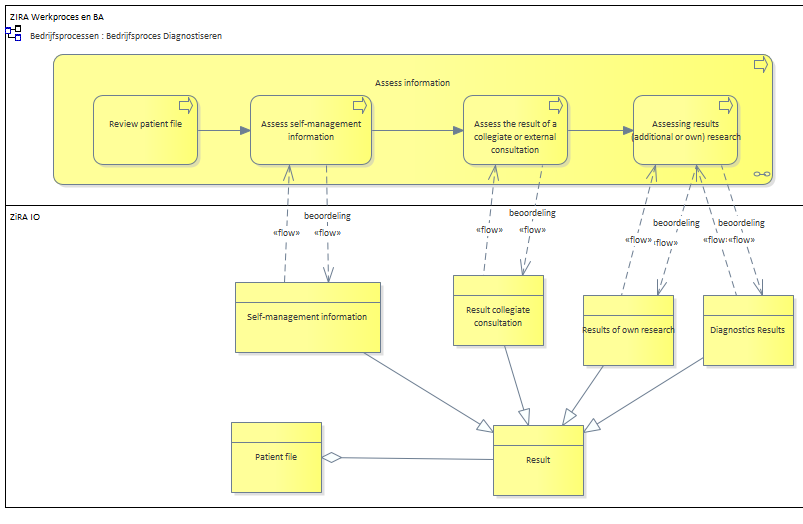 ZIRA Werkproces en BA
Bedrijfsprocessen : Bedrijfsproces Diagnostiseren
Assess information
Review patient file
Assess self-management
information
Assess the result of a
collegiate or external
consultation
Assessing results
(additional or own) research
ZiRA IO
beoordeling
«flow»
«flow»
beoordeling
«flow»
«flow»
beoordeling
«flow»
flow»
beoordeling
«flow»
«flow»
Self-management information
Result collegiate
consultation
Results of own research
Diagnostics Results
Patient file
Result